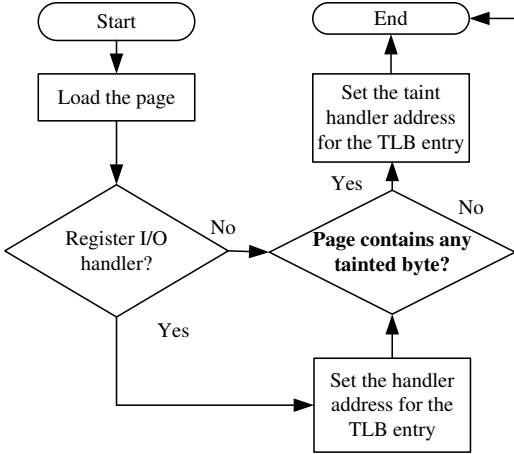 Start
Load the page
Register I/O
handler?
No
Yes
Set the handler
address for the
TLB entry
Page contains any
tainted byte?
Yes
No
Set the taint
handler address
for the TLB entry
End